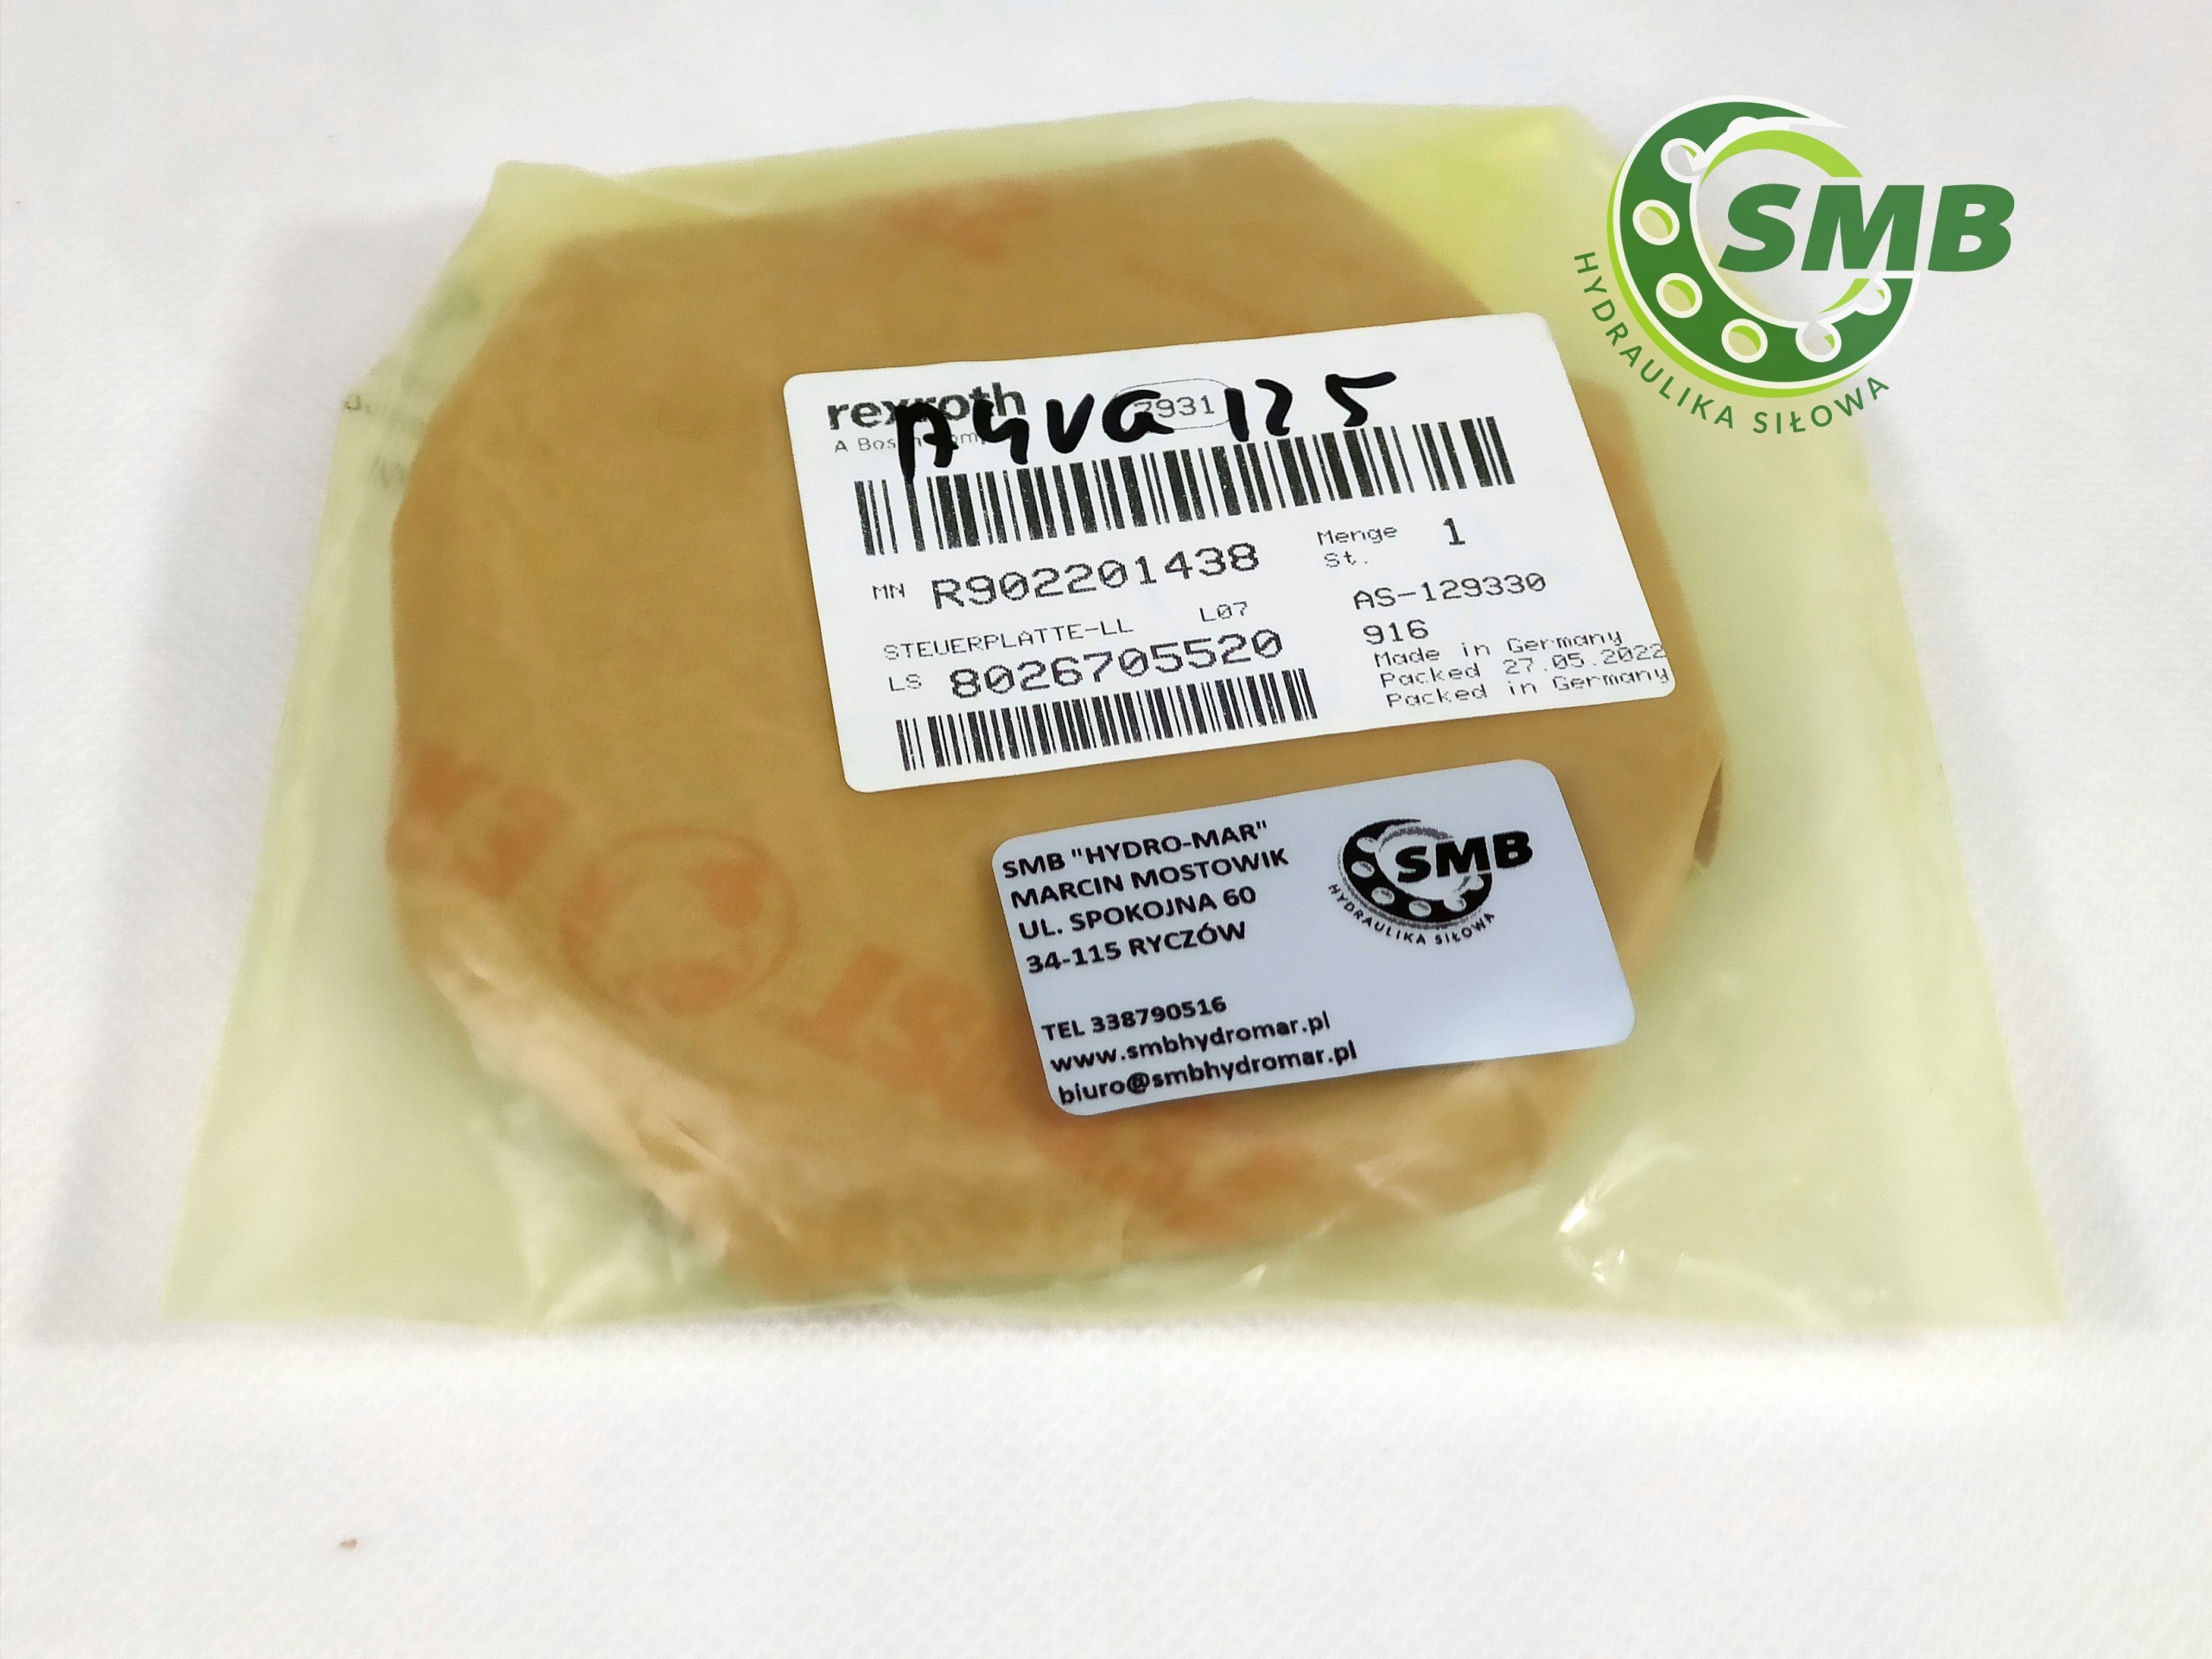 SMB
HYDRAULIKA SIŁOWA
rexroth
7931
A4VG 125
MN R902201438
Menge 1
St.
STEUERPLATTE-LL L07
AS-129330
916
LS 8026705520
Made in Germany
Packed 27.05.2022
Packed in Germany
SMB "HYDRO-MAR"
MARCIN MOSTOWIK
UL. SPOKOJNA 60
34-115 RYCZÓW
TEL 338790516
www.smbhydromar.pl
biuro@smbhydromar.pl
SMB
HYDRAULIKA SIŁOWA